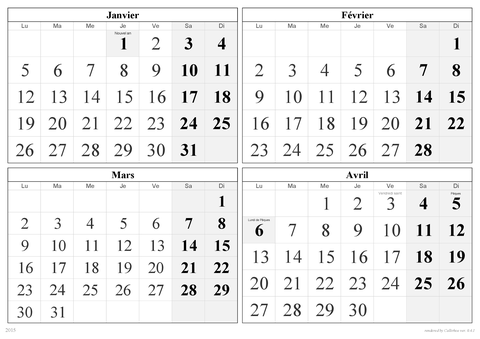 Janvier
Lu Ma Me Je Ve Sa Di
Nouvel an
1 2 3 4
5 6 7 8 9 10 11
12 13 14 15 16 17 18
19 20 21 22 23 24 25
26 27 28 29 30 31
Février
Lu Ma Me Je Ve Sa Di
1
2 3 4 5 6 7 8
9 10 11 12 13 14 15
16 17 18 19 20 21 22
23 24 25 26 27 28
Mars
Lu Ma Me Je Ve Sa Di
1
2 3 4 5 6 7 8
9 10 11 12 13 14 15
16 17 18 19 20 21 22
23 24 25 26 27 28 29
30 31
Avril
Lu Ma Me Je Ve Sa Di
Vendredi saint Pâques
1 2 3 4 5
Lundi de Pâques
6 7 8 9 10 11 12
13 14 15 16 17 18 19
20 21 22 23 24 25 26
27 28 29 30